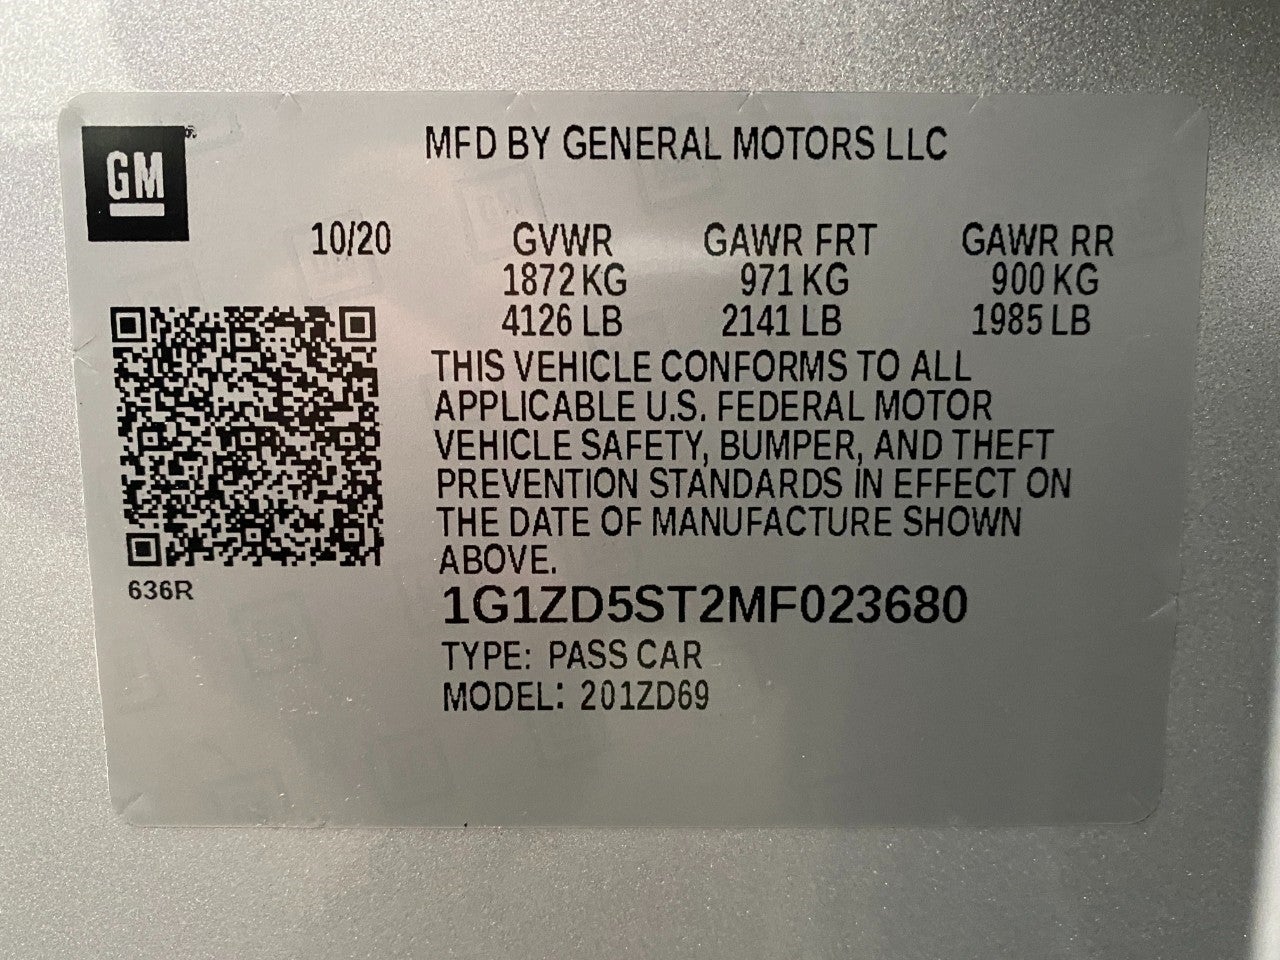 GM
MFD BY GENERAL MOTORS LLC
10/20 GVWR GAWR FRT GAWR RR
1872 KG 971 KG 900 KG
4126 LB 2141 LB 1985 LB
THIS VEHICLE CONFORMS TO ALL
APPLICABLE U.S. FEDERAL MOTOR
VEHICLE SAFETY, BUMPER, AND THEFT
PREVENTION STANDARDS IN EFFECT ON
THE DATE OF MANUFACTURE SHOWN
ABOVE.
636R
1G1ZD5ST2MF023680
TYPE: PASS CAR
MODEL: 201ZD69